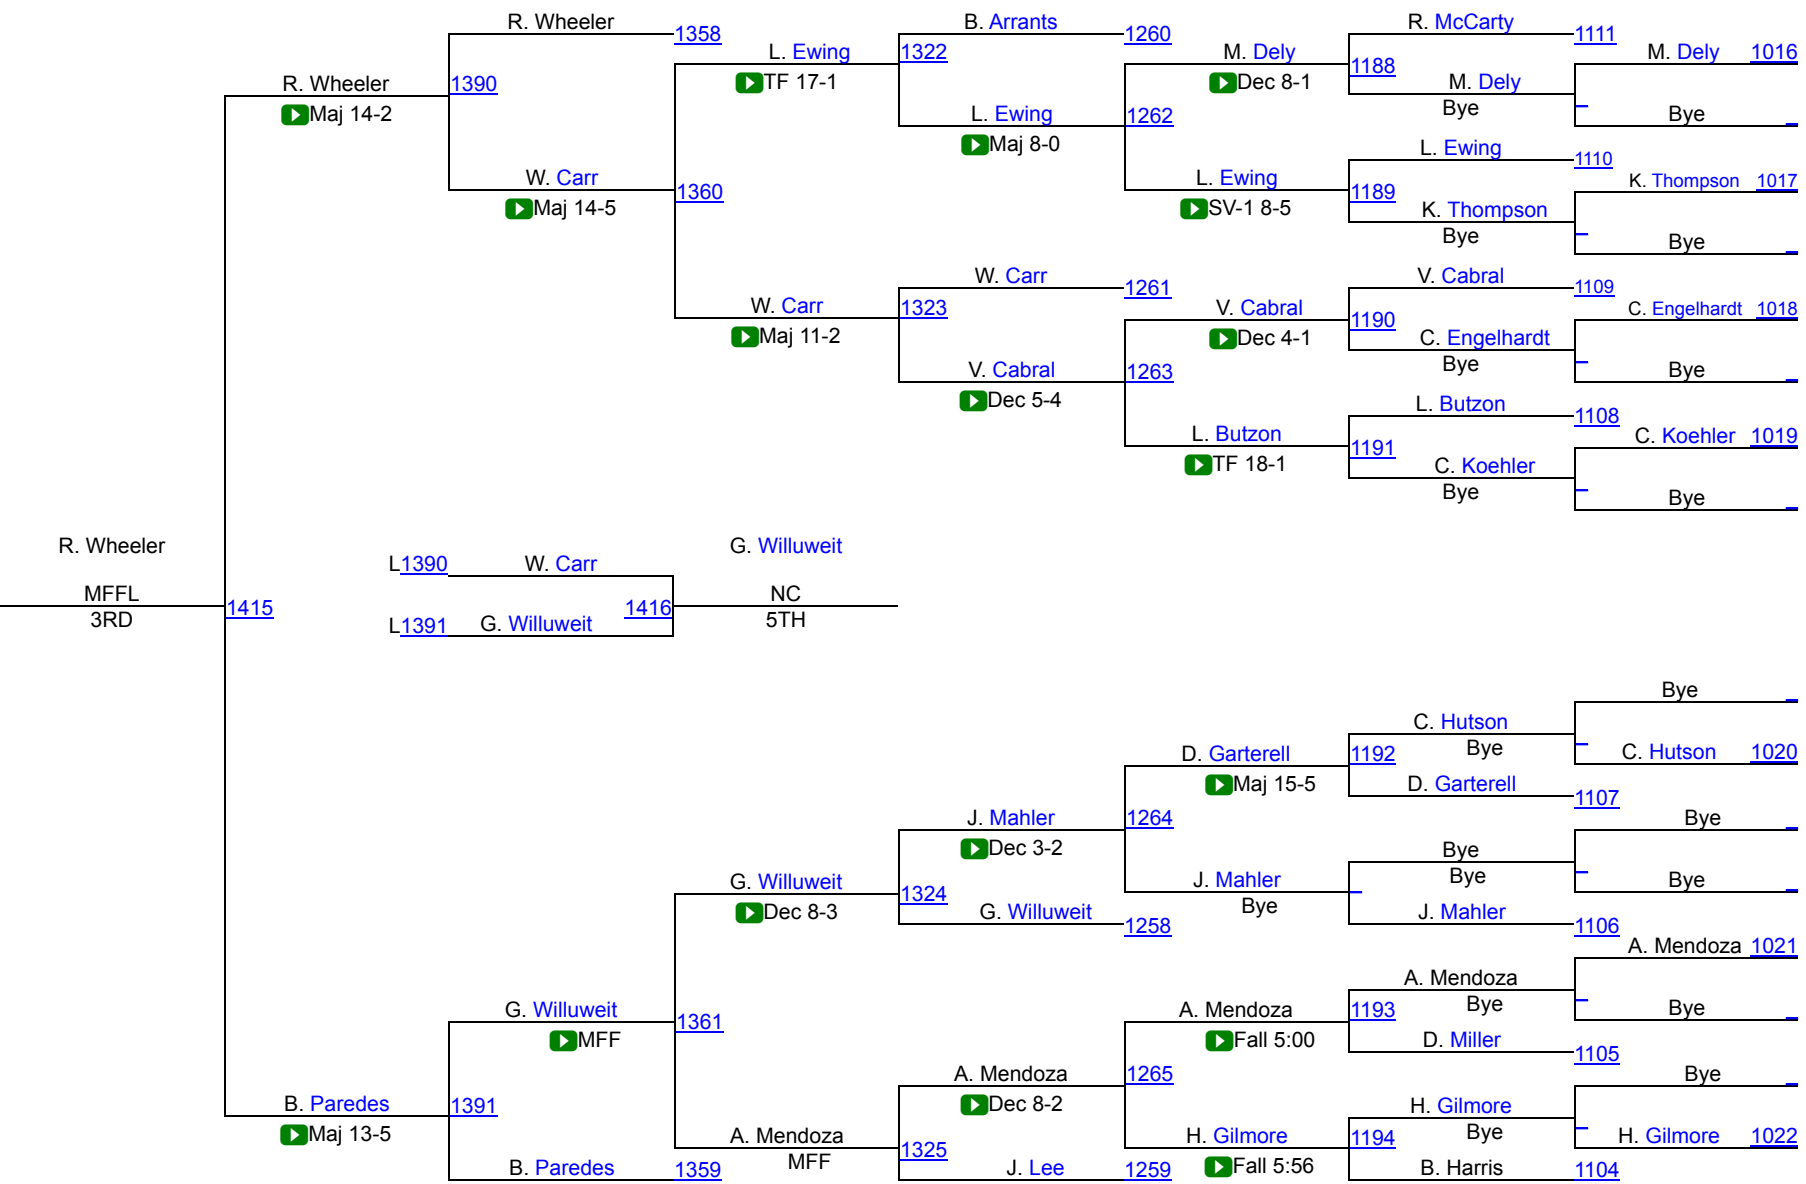 R. Wheeler 1358
B. Arrants 1260
R. McCarty 1111
L. Ewing 1322
TF 17-1
M. Dely 1188
Dec 8-1
M. Dely 1016
R. Wheeler 1390
Maj 14-2
M. Dely
Bye
Bye
L. Ewing 1262
Maj 8-0
L. Ewing 1110
W. Carr 1360
Maj 14-5
L. Ewing 1189
SV-1 8-5
K. Thompson 1017
K. Thompson
Bye
Bye
W. Carr 1261
V. Cabral 1109
W. Carr 1323
Maj 11-2
V. Cabral 1190
Dec 4-1
C. Engelhardt 1018
C. Engelhardt
Bye
Bye
V. Cabral 1263
Dec 5-4
L. Butzon 1108
L. Butzon 1191
TF 18-1
C. Koehler 1019
C. Koehler
Bye
Bye
R. Wheeler
MFFL
3RD
1415
L1390 W. Carr
L1391 G. Willuweit
1416
G. Willuweit
NC
5TH
Bye
C. Hutson
Bye
C. Hutson 1020
D. Garterell 1192
Maj 15-5
D. Garterell 1107
J. Mahler 1264
Dec 3-2
Bye
Bye
Bye
Bye
G. Willuweit 1324
Dec 8-3
J. Mahler
Bye
G. Willuweit 1258
J. Mahler 1106
A. Mendoza 1021
A. Mendoza
Bye
Bye
G. Willuweit 1361
MFF
A. Mendoza 1193
Fall 5:00
D. Miller 1105
A. Mendoza 1265
Dec 8-2
Bye
B. Paredes 1391
Maj 13-5
H. Gilmore
Bye
A. Mendoza 1325
MFF
H. Gilmore 1194
Fall 5:56
H. Gilmore 1022
B. Paredes 1359
J. Lee 1259
B. Harris 1104